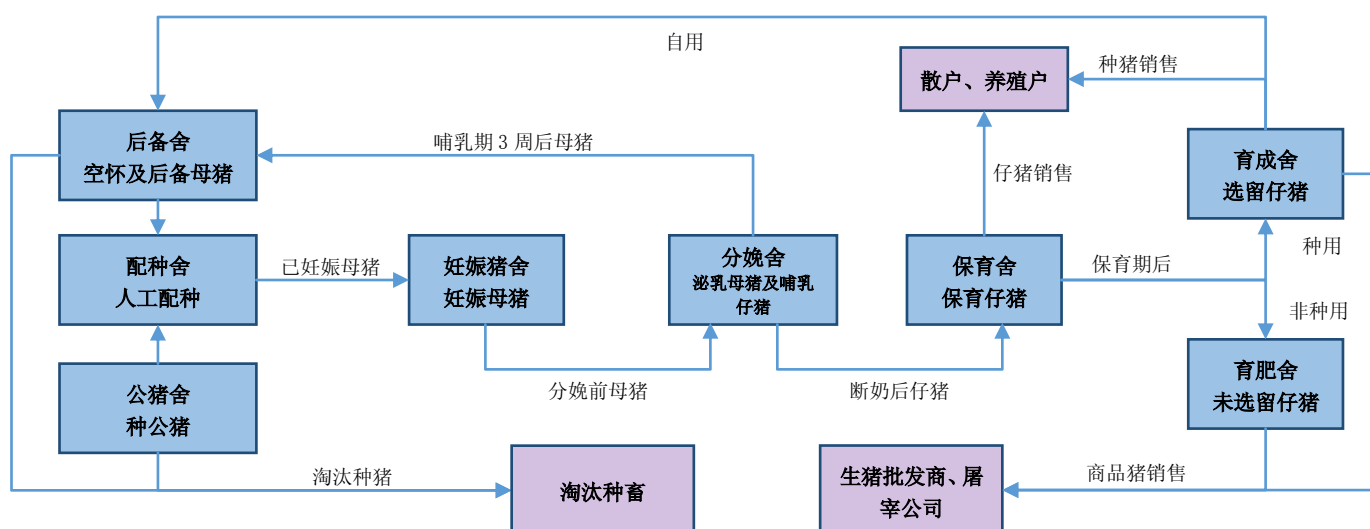 自用
散户、养殖户
种猪销售
后备舍
空怀及后备母猪
哺乳期 3 周后母猪
仔猪销售
育成舍
选留仔猪
配种舍
人工配种
已妊娠母猪
妊娠猪舍
妊娠母猪
分娩舍
泌乳母猪及哺乳
仔猪
保育舍
保育仔猪
保育期后
种用
非种用
公猪舍
种公猪
分娩前母猪
断奶后仔猪
育肥舍
未选留仔猪
淘汰种猪
淘汰种畜
生猪批发商、屠
宰公司
商品猪销售